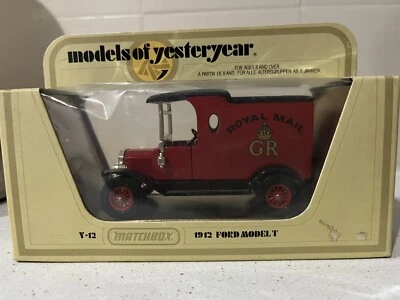 models of yesteryear®
FOR AGES 8 AND OVER.
A PARTIR DE 8 ANS. FÜR ALLE ALTERSGRUPPEN AB 8 JAHREN.
ROYAL MAIL
GR
Y-12 MATCHBOX 1912 FORD MODEL T